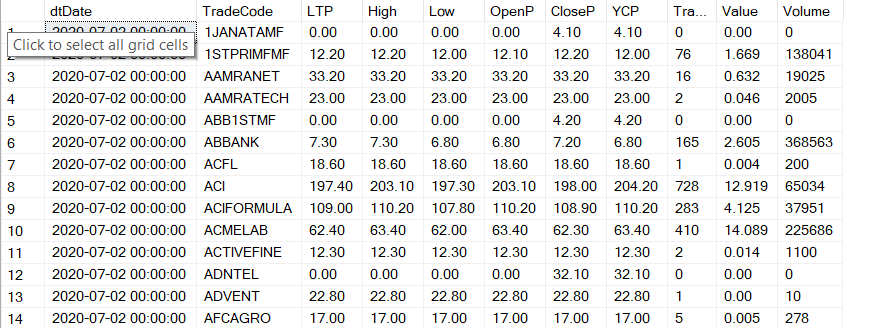 dtDate TradeCode LTP High Low OpenP CloseP YCP Tra... Value Volume
1JANATAMF 0.00 0.00 0.00 0.00 4.10 4.10 0 0.00 0
Click to select all grid cells
1STPRIMFMF 12.20 12.20 12.00 12.10 12.20 12.00 76 1.669 138041
3 2020-07-02 00:00:00 AAMRANET 33.20 33.20 33.20 33.20 33.20 33.20 16 0.632 19025
4 2020-07-02 00:00:00 AAMRATECH 23.00 23.00 23.00 23.00 23.00 23.00 2 0.046 2005
5 2020-07-02 00:00:00 ABB1STMF 0.00 0.00 0.00 0.00 4.20 4.20 0 0.00 0
6 2020-07-02 00:00:00 ABBANK 7.30 7.30 6.80 6.80 7.20 6.80 165 2.605 368563
7 2020-07-02 00:00:00 ACFL 18.60 18.60 18.60 18.60 18.60 18.60 1 0.004 200
8 2020-07-02 00:00:00 ACI 197.40 203.10 197.30 203.10 198.00 204.20 728 12.919 65034
9 2020-07-02 00:00:00 ACIFORMULA 109.00 110.20 107.80 110.20 108.90 110.20 283 4.125 37951
10 2020-07-02 00:00:00 ACMELAB 62.40 63.40 62.00 63.40 62.30 63.40 410 14.089 225686
11 2020-07-02 00:00:00 ACTIVEFINE 12.30 12.30 12.30 12.30 12.30 12.30 2 0.014 1100
12 2020-07-02 00:00:00 ADNTEL 0.00 0.00 0.00 0.00 32.10 32.10 0 0.00 0
13 2020-07-02 00:00:00 ADVENT 22.80 22.80 22.80 22.80 22.80 22.80 1 0.00 10
14 2020-07-02 00:00:00 AFCAGRO 17.00 17.00 17.00 17.00 17.00 17.00 5 0.005 278